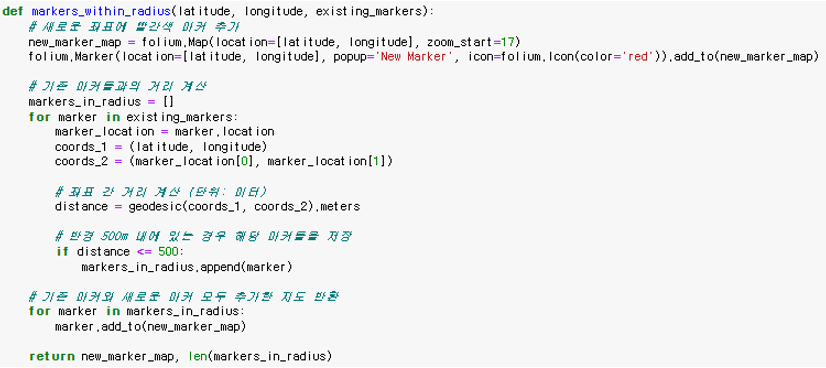 def markers_within_radius(latitude, longitude, existing_markers):
    # 새로운 좌표에 빨간색 마커 추가
    new_marker_map = folium.Map(location=[latitude, longitude], zoom_start=17)
    folium.Marker(location=[latitude, longitude], popup='New Marker', icon=folium.Icon(color='red')).add_to(new_marker_map)
    # 기존 마커들과의 거리 계산
    markers_in_radius = []
    for marker in existing_markers:
        marker_location = marker.location
        coords_1 = (latitude, longitude)
        coords_2 = (marker_location[0], marker_location[1])
        # 좌표 간 거리 계산 (단위: 미터)
        distance = geodesic(coords_1, coords_2).meters
        # 반경 500m 내에 있는 경우 해당 마커들을 저장
        if distance <= 500:
            markers_in_radius.append(marker)
    # 기존 마커와 새로운 마커 모두 추가한 지도 반환
    for marker in markers_in_radius:
        marker.add_to(new_marker_map)
    return new_marker_map, len(markers_in_radius)